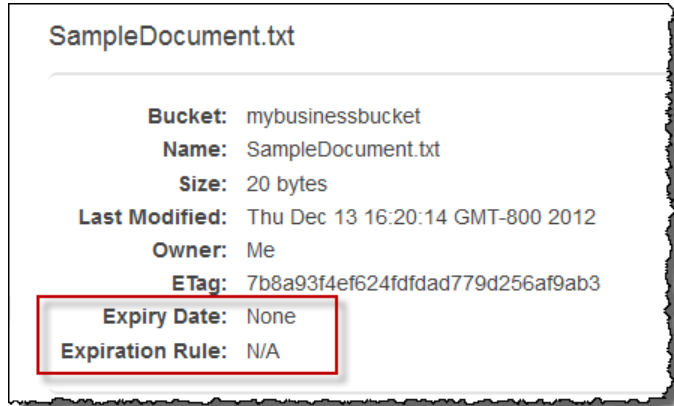 SampleDocument.txt
Bucket: mybusinessbucket
Name: SampleDocument.txt
Size: 20 bytes
Last Modified: Thu Dec 13 16:20:14 GMT-800 2012
Owner: Me
ETag: 7b8a93f4ef624fdfdad779d256af9ab3
Expiry Date: None
Expiration Rule: N/A